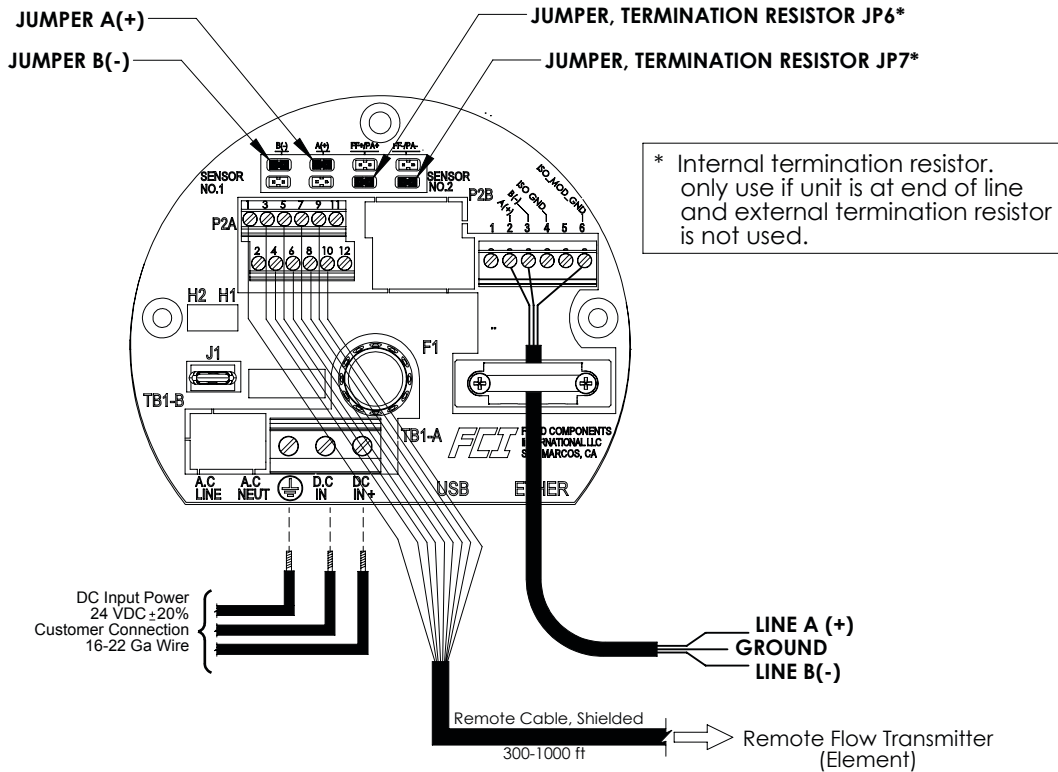 JUMPER A(+)
JUMPER B(-)
JUMPER, TERMINATION RESISTOR JP6*
JUMPER, TERMINATION RESISTOR JP7*
* Internal termination resistor.
only use if unit is at end of line
and external termination resistor
is not used.
B(-) A(+) FF+/PA+ FF-/PA-
SENSOR
NO.1
SENSOR
NO.2
P2A
1 3 5 7 9 11
2 4 6 8 10 12
P2B
A(+)
B(-)
ISO GND
ISO_MOD_GND
1 2 3 4 5 6
H2 H1
J1
F1
TB1-B
TB1-A
FCI
COMPONENTS
LLC
MARCOS, CA
A.C
LINE
A.C
NEUT
D.C
IN
DC
IN +
USB
DC Input Power
24 VDC ±20%
Customer Connection
16-22 Ga Wire
LINE A (+)
GROUND
LINE B(-)
Remote Cable, Shielded
300-1000 ft
Remote Flow Transmitter
(Element)